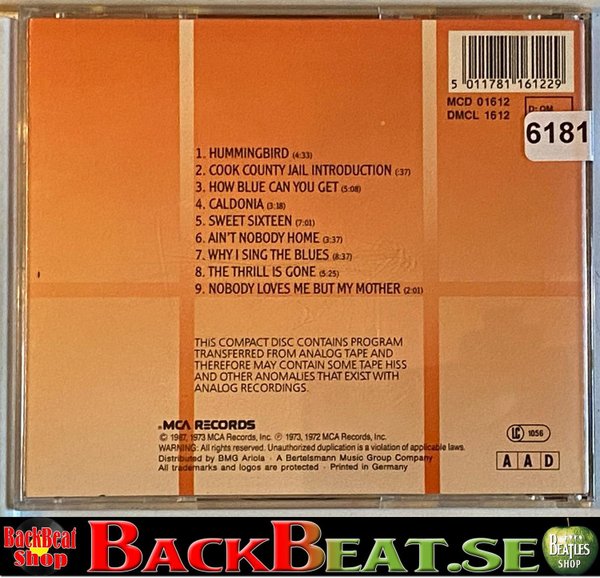 5 011781 161229
MCD 01612
DMCL 1612
6181
1. HUMMINGBIRD (4:33)
2. COOK COUNTY JAIL INTRODUCTION (:37)
3. HOW BLUE CAN YOU GET (5:08)
4. CALDONIA (3:18)
5. SWEET SIXTEEN (7:01)
6. AIN'T NOBODY HOME (3:37)
7. WHY I SING THE BLUES (8:37)
8. THE THRILL IS GONE (5:25)
9. NOBODY LOVES ME BUT MY MOTHER (2:01)
THIS COMPACT DISC CONTAINS PROGRAM
TRANSFERRED FROM ANALOG TAPE AND
THEREFORE MAY CONTAIN SOME TAPE HISS
AND OTHER ANOMALIES THAT EXIST WITH
ANALOG RECORDINGS.
MCA RECORDS
© 1987, 1973 MCA Records, Inc. ℗ 1973, 1972 MCA Records, Inc.
WARNING: All rights reserved. Unauthorized duplication is a violation of applicable laws.
Distributed by BMG Ariola · A Bertelsmann Music Group Company
All trademarks and logos are protected · Printed in Germany
LC 1056
A A D
BackBeat
Shop
BACKBEAT.SE
BEATLES
SHOP